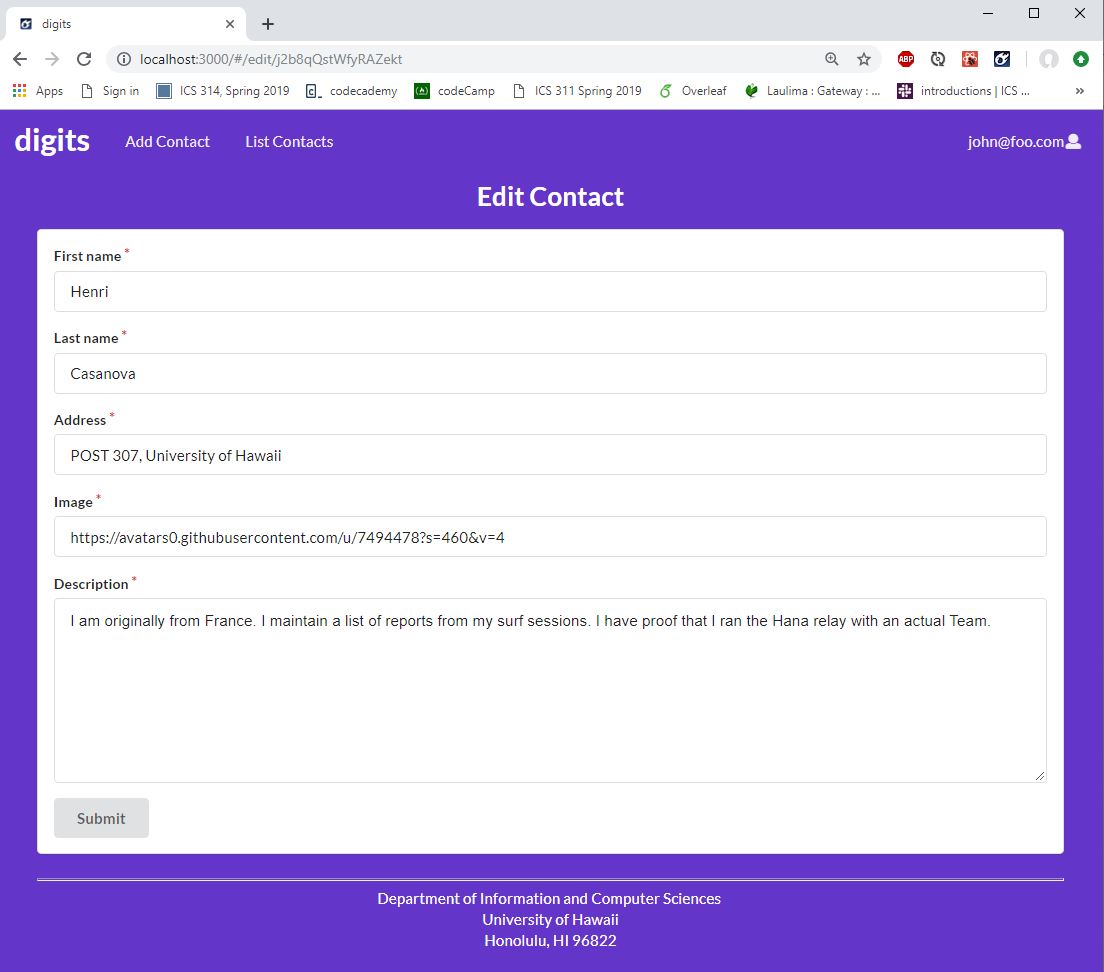 digits
localhost:3000/#/edit/j2b8qQstWfyRAZekt
ABP
Apps Sign in ICS 314, Spring 2019 codecademy codeCamp ICS 311 Spring 2019 Overleaf Laulima : Gateway : ... introductions | ICS ... »
digits Add Contact List Contacts john@foo.com
Edit Contact
First name *
Henri
Last name *
Casanova
Address *
POST 307, University of Hawaii
Image *
https://avatars0.githubusercontent.com/u/7494478?s=460&v=4
Description *
I am originally from France. I maintain a list of reports from my surf sessions. I have proof that I ran the Hana relay with an actual Team.
Submit
Department of Information and Computer Sciences
University of Hawaii
Honolulu, HI 96822